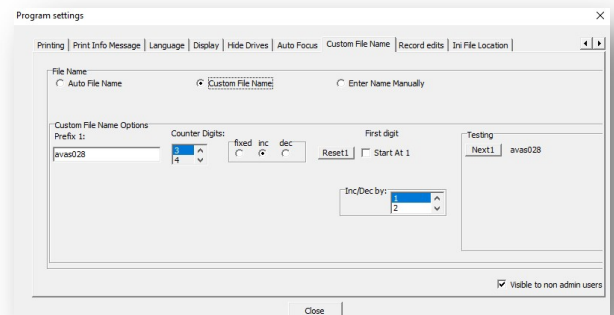 Program settings
Printing Print Info Message Language Display Hide Drives Auto Focus Custom File Name Record edits Ini File Location
File Name
Auto File Name Custom File Name Enter Name Manually
Custom File Name Options
Prefix 1:
avas028
Counter Digits:
3
4
fixed inc dec
Reset1
First digit
Start At 1
Inc/Dec by:
1
2
Testing
Next1 avas028
Visible to non admin users
Close